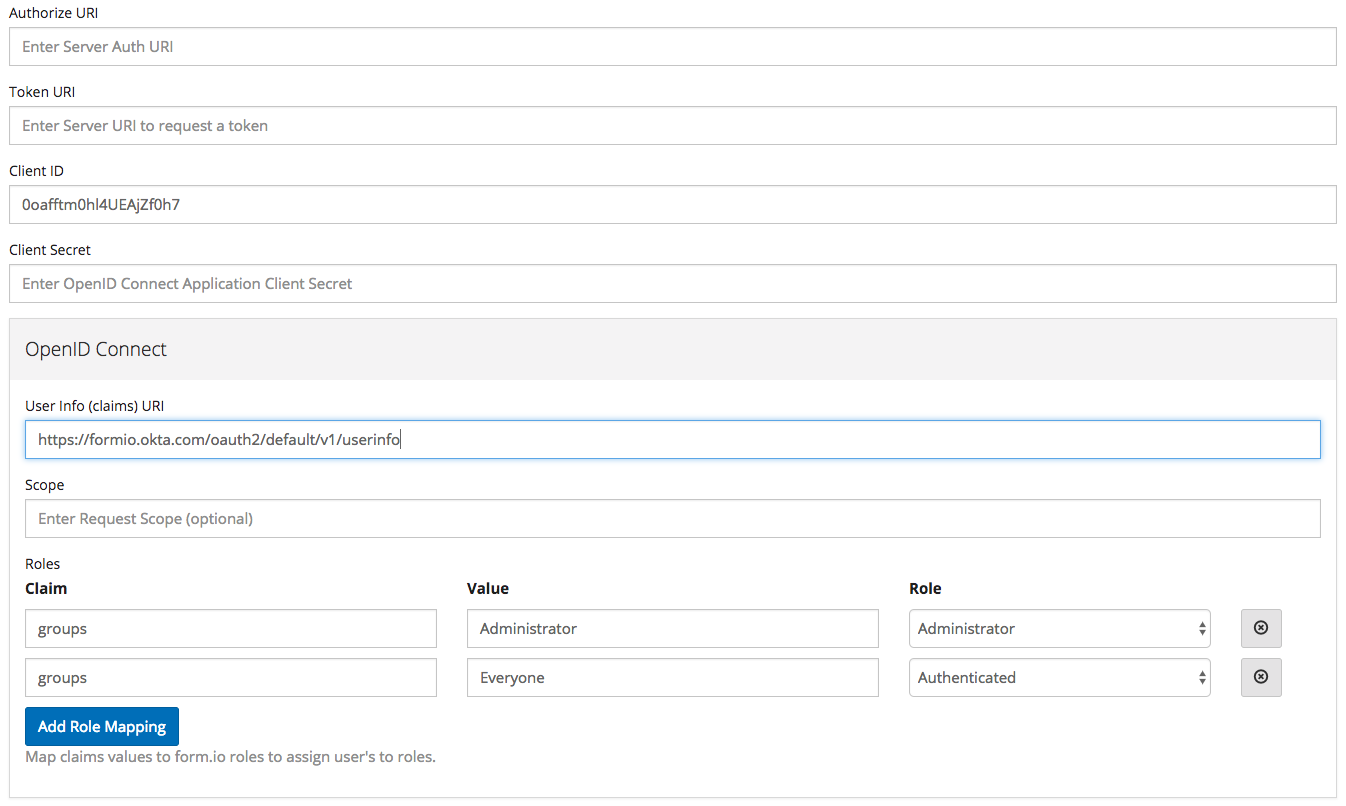 Authorize URI
Enter Server Auth URI
Token URI
Enter Server URI to request a token
Client ID
0oafftm0hl4UEAjZf0h7
Client Secret
Enter OpenID Connect Application Client Secret
OpenID Connect
User Info (claims) URI
https://formio.okta.com/oauth2/default/v1/userinfo
Scope
Enter Request Scope (optional)
Roles
Claim Value Role
groups Administrator Administrator
groups Everyone Authenticated
Add Role Mapping
Map claims values to form.io roles to assign user's to roles.